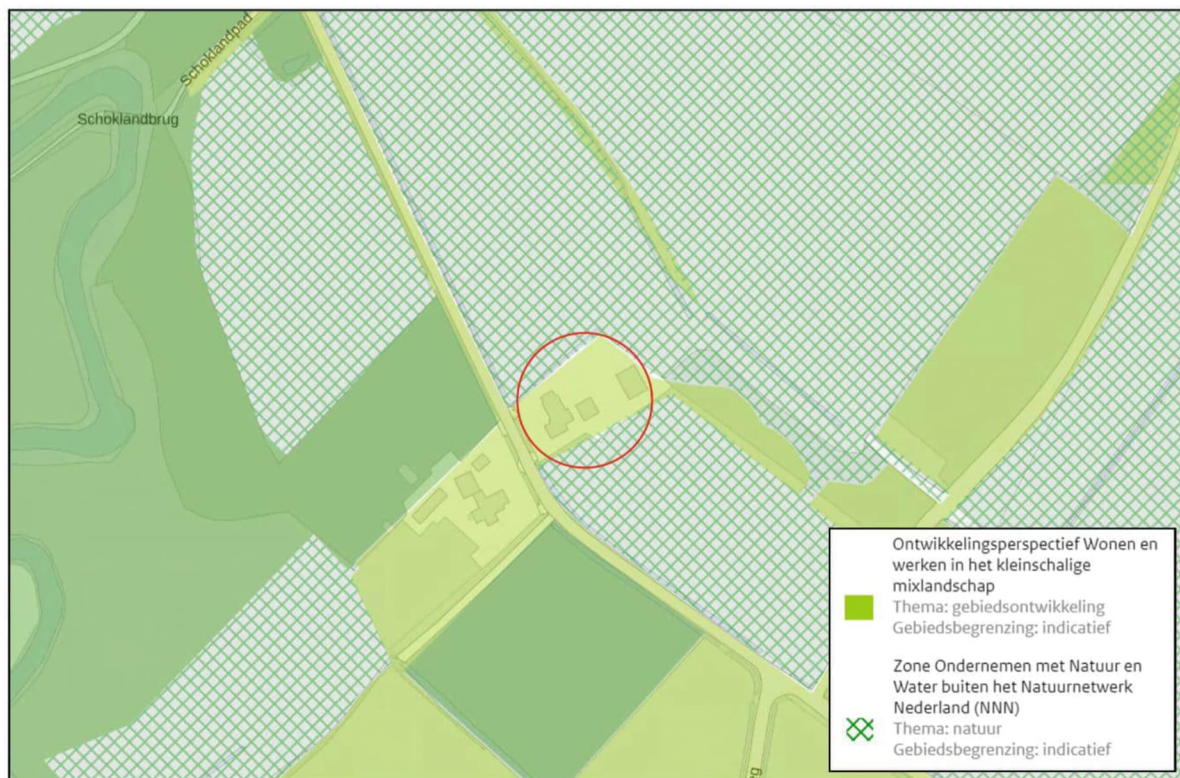 Schoklandpad
Schoklandbrug
Ontwikkelingsperspectief Wonen en
werken in het kleinschalige
mixlandschap
Thema: gebiedsontwikkeling
Gebiedsbegrenzing: indicatief
Zone Ondernemen met Natuur en
Water buiten het Natuurnetwerk
Nederland (NNN)
Thema: natuur
Gebiedsbegrenzing: indicatief